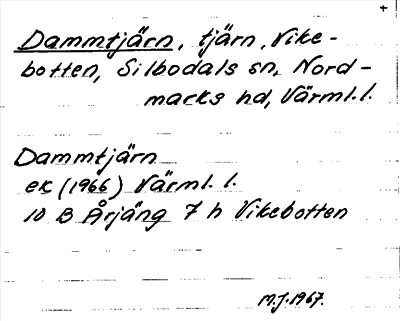 +
Dammtjärn, tjärn, Vike-
botten, Silbodals sn, Nord-
marks hd, Värml. l.
Dammtjärn
ek (1966) Värml. l.
10 B Årjäng 7 h Vikebotten
M.J. 1967.